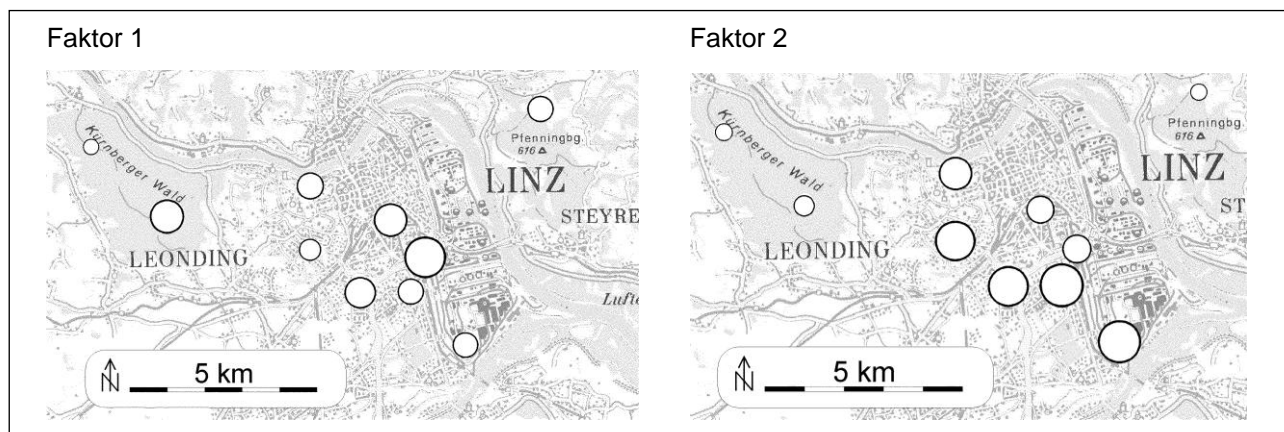 Faktor 1
Kürnberger Wald
Pfenningbg.
616
LINZ
STEYRE
LEONDING
Lufte
N
5 km
Faktor 2
Kürnberger Wald
Pfenningbg.
616
LINZ
ST
LEONDING
N
5 km